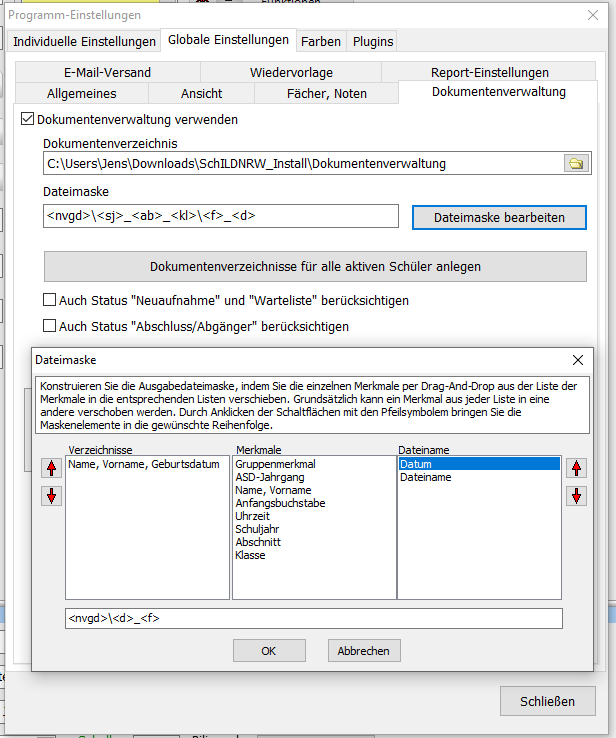 Funktionen
Programm-Einstellungen
Individuelle Einstellungen Globale Einstellungen Farben Plugins
E-Mail-Versand Wiedervorlage Report-Einstellungen
Allgemeines Ansicht Fächer, Noten Dokumentenverwaltung
Dokumentenverwaltung verwenden
Dokumentenverzeichnis
C:\Users\Jens\Downloads\SchILDNRW_Install\Dokumentenverwaltung
Dateimaske
<nvgd>\<sj>_<ab>_<kl>\<f>_<d> Dateimaske bearbeiten
Dokumentenverzeichnisse für alle aktiven Schüler anlegen
Auch Status "Neuaufnahme" und "Warteliste" berücksichtigen
Auch Status "Abschluss/Abgänger" berücksichtigen
Dateimaske
Konstruieren Sie die Ausgabedateimaske, indem Sie die einzelnen Merkmale per Drag-And-Drop aus der Liste der
Merkmale in die entsprechenden Listen verschieben. Grundsätzlich kann ein Merkmal aus jeder Liste in eine
andere verschoben werden. Durch Anklicken der Schaltflächen mit den Pfeilsymbolem bringen Sie die
Maskenelemente in die gewünschte Reihenfolge.
Verzeichnisse Merkmale Dateiname
Name, Vorname, Geburtsdatum Gruppenmerkmal Datum
ASD-Jahrgang Dateiname
Name, Vorname
Anfangsbuchstabe
Uhrzeit
Schuljahr
Abschnitt
Klasse
<nvgd>\<d>_<f>
OK Abbrechen
Schließen